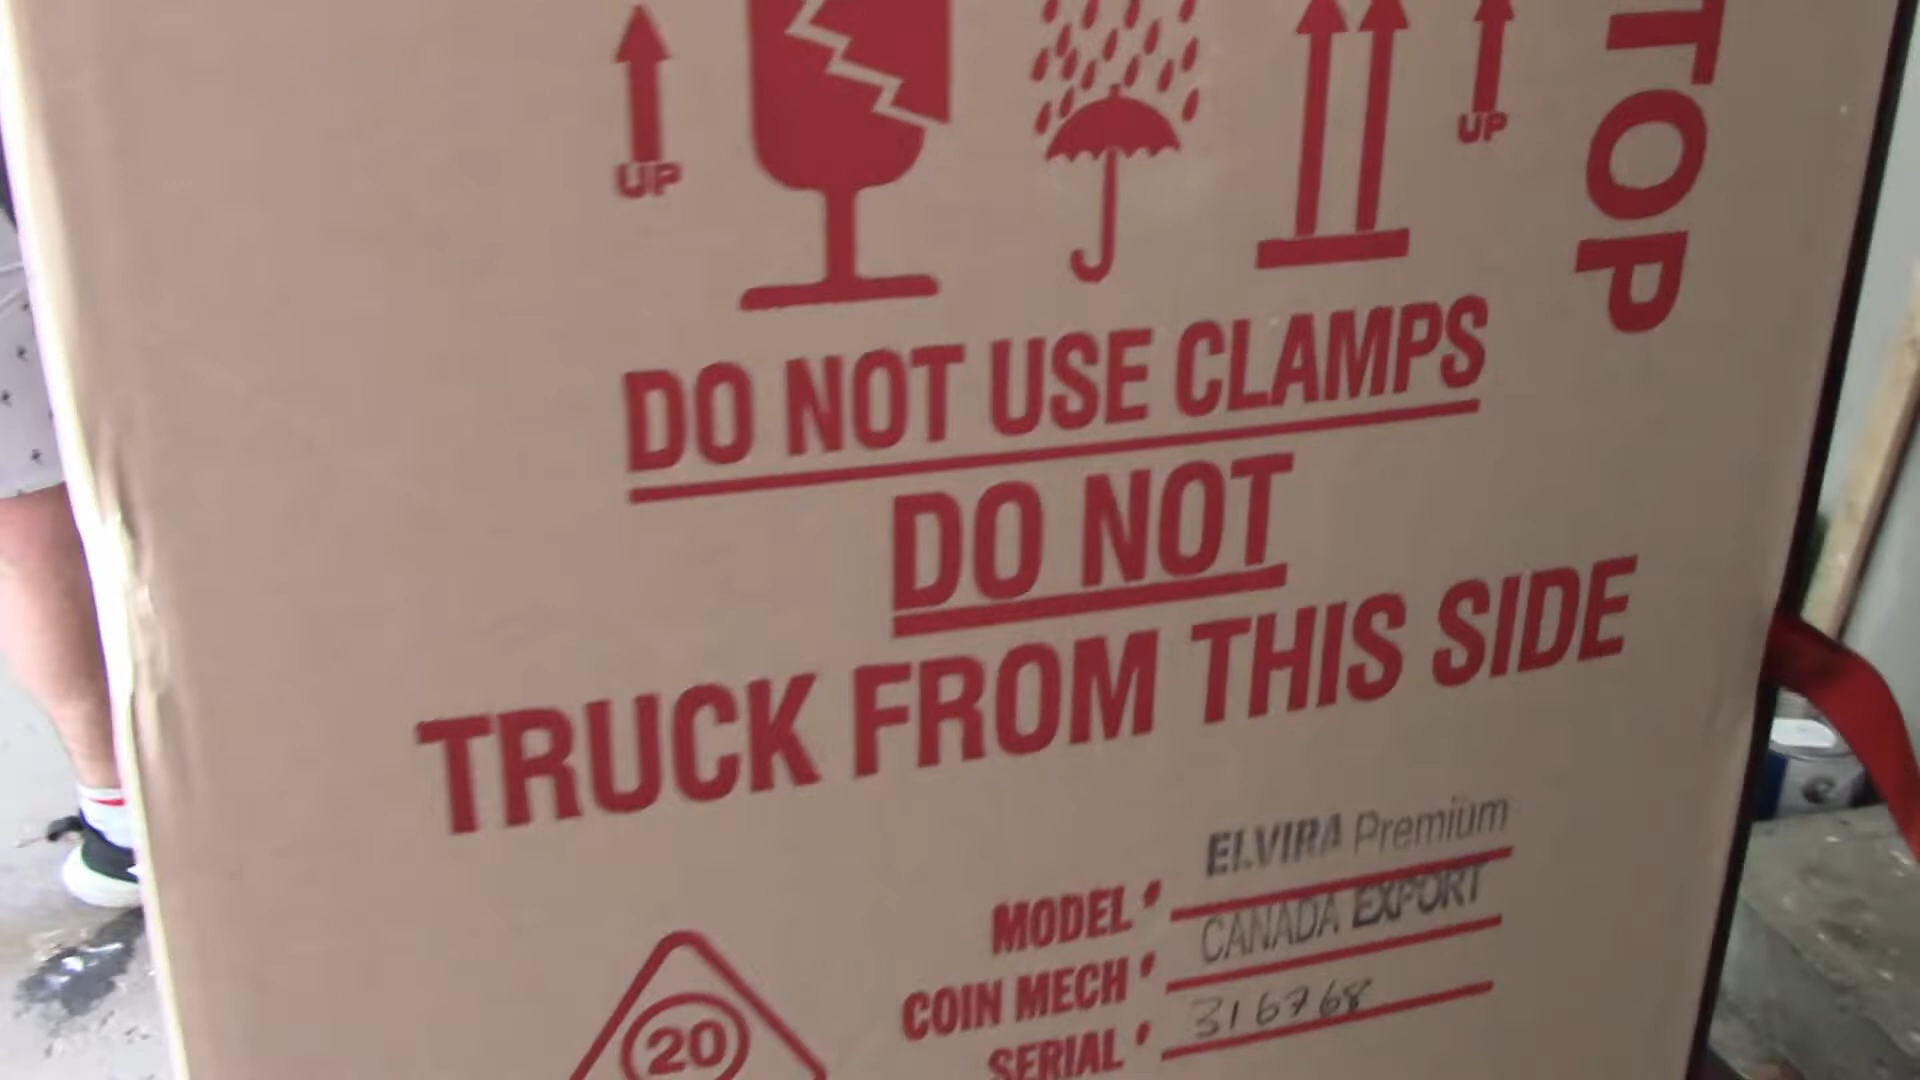 UP
UP
TOP
DO NOT USE CLAMPS
DO NOT
TRUCK FROM THIS SIDE
ELVIRA Premium
MODEL #
CANADA EXPORT
COIN MECH #
316768
SERIAL #
20